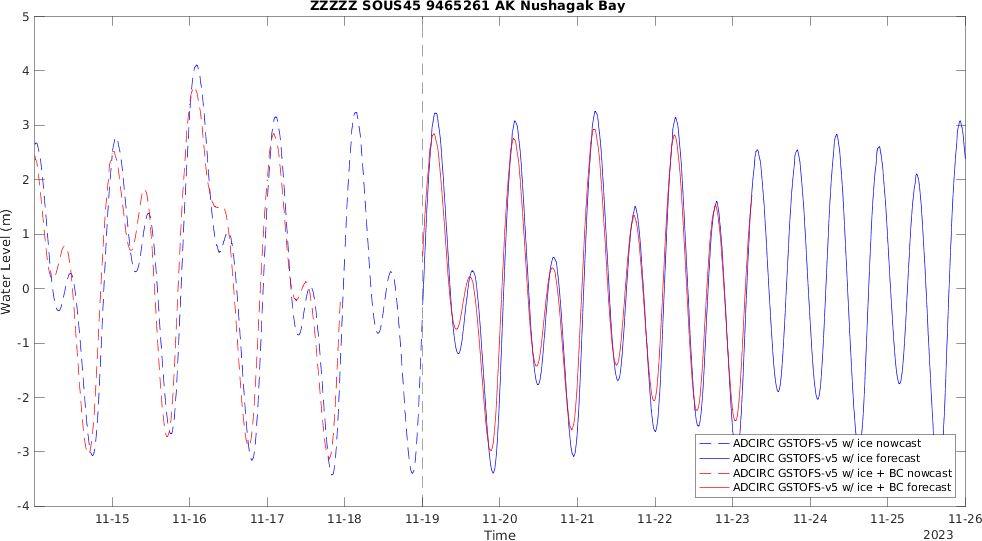 ZZZZZ SOUS45 9465261 AK Nushagak Bay
5
4
3
2
1
0
-1
-2
-3
-4
Water Level (m)
11-15 11-16 11-17 11-18 11-19 11-20 11-21 11-22 11-23 11-24 11-25 11-26
Time
2023
ADCIRC GSTOFS-v5 w/ ice nowcast
ADCIRC GSTOFS-v5 w/ ice forecast
ADCIRC GSTOFS-v5 w/ ice + BC nowcast
ADCIRC GSTOFS-v5 w/ ice + BC forecast